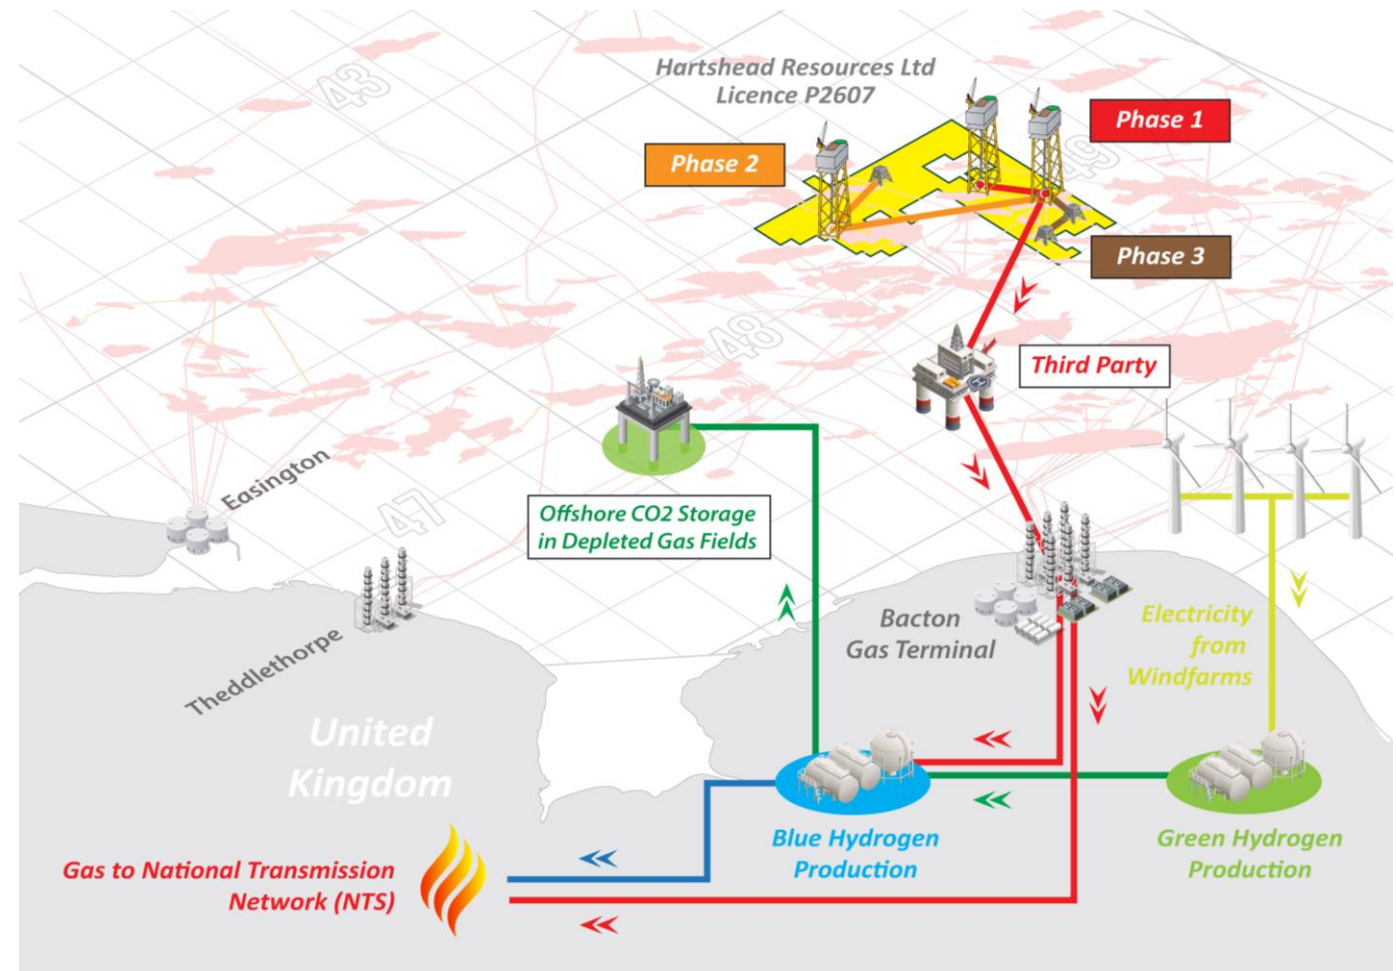 Hartshead Resources Ltd
Licence P2607
43
Phase 1
49
Phase 2
Phase 3
48
Third Party
Easington
47
Offshore CO2 Storage
in Depleted Gas Fields
Theddlethorpe
Bacton
Gas Terminal
Electricity
from
Windfarms
United
Kingdom
H
Blue Hydrogen
Production
Green Hydrogen
Production
Gas to National Transmission
Network (NTS)